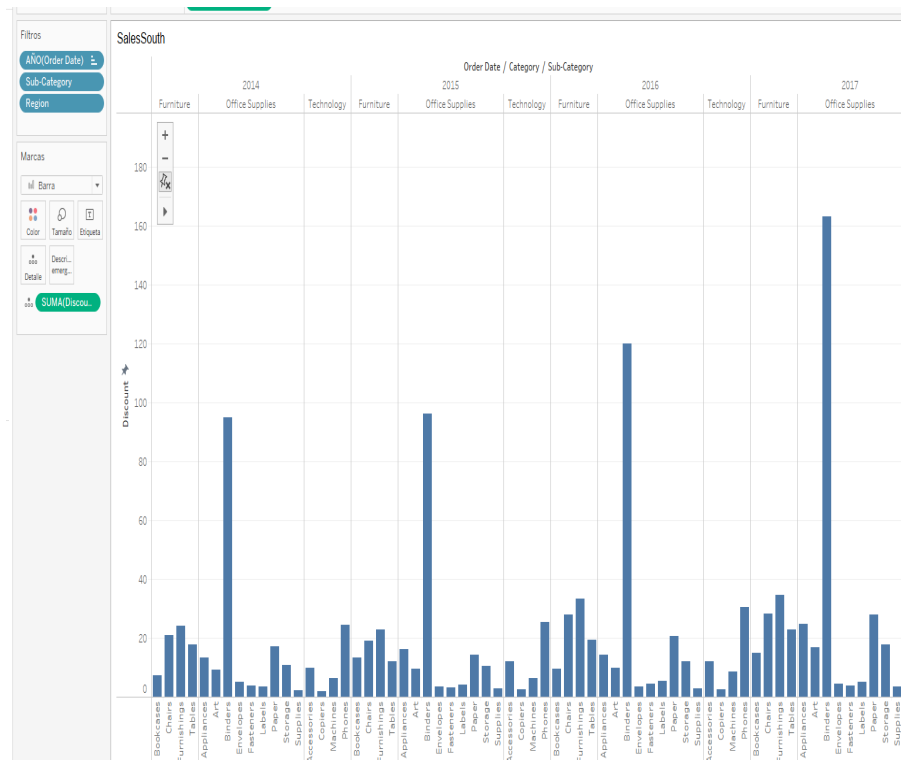 Filtros
AÑO(Order Date)
Sub-Category
Region
Marcas
Barra
Color
Tamaño
Etiqueta
Detalle
Descri...
emerg...
SUMA(Discou..
SalesSouth
Order Date / Category / Sub-Category
2014
2015
2016
2017
Furniture
Office Supplies
Technology
Furniture
Office Supplies
Technology
Furniture
Office Supplies
Technology
Furniture
Office Supplies
Discount
180
160
140
120
100
80
60
40
20
0
Bookcases
Chairs
Furnishings
Tables
Appliances
Art
Binders
Envelopes
Fasteners
Labels
Paper
Storage
Supplies
Accessories
Copiers
Machines
Phones
Bookcases
Chairs
Furnishings
Tables
Appliances
Art
Binders
Envelopes
Fasteners
Labels
Paper
Storage
Supplies
Accessories
Copiers
Machines
Phones
Bookcases
Chairs
Furnishings
Tables
Appliances
Art
Binders
Envelopes
Fasteners
Labels
Paper
Storage
Supplies
Accessories
Copiers
Machines
Phones
Bookcases
Chairs
Furnishings
Tables
Appliances
Art
Binders
Envelopes
Fasteners
Labels
Paper
Storage
Supplies